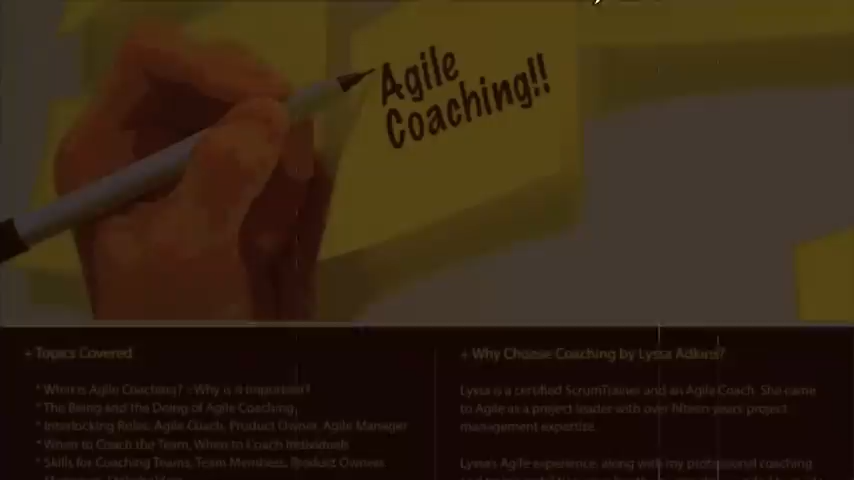 Agile
Coaching!!
+ Topics Covered
* What is Agile Coaching? - Why is it Important?
* The Being and the Doing of Agile Coaching
* Interlocking Roles: Agile Coach, Product Owner, Agile Manager
* When to Coach the Team, When to Coach Individuals
* Skills for Coaching Teams, Team Members, Product Owners
+ Why Choose Coaching by Lyssa Adkins?
Lyssa is a certified ScrumTrainer and an Agile Coach. She came
to Agile as a project leader with over fifteen years project
management expertise.
Lyssa's Agile experience, along with my professional coaching